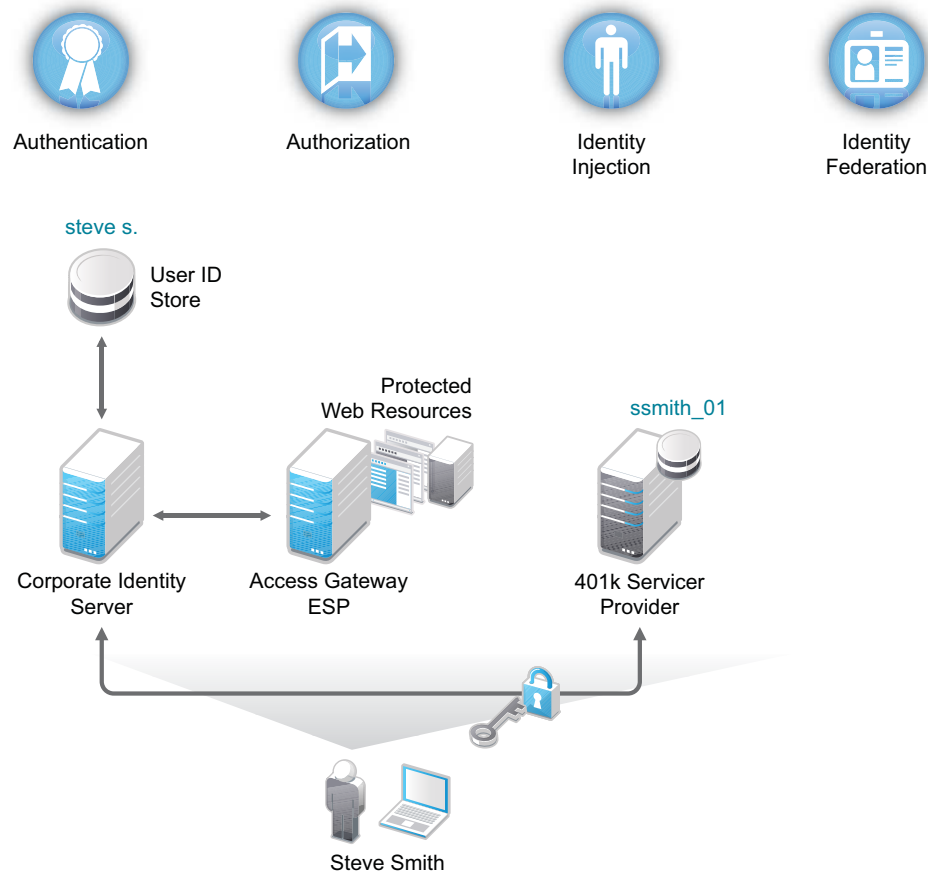 Authentication
Authorization
Identity
Injection
Identity
Federation
steve s.
User ID
Store
Protected
Web Resources
ssmith_01
Corporate Identity
Server
Access Gateway
ESP
401k Servicer
Provider
Steve Smith